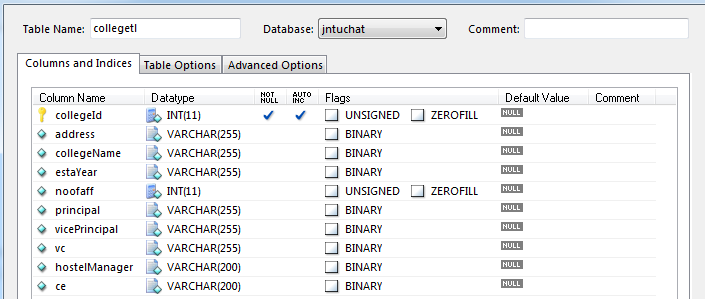 Table Name: collegetl Database: jntuchat Comment:
Columns and Indices Table Options Advanced Options
Column Name Datatype NOT NULL AUTO INC Flags Default Value Comment
collegeId INT(11) UNSIGNED ZEROFILL NULL
address VARCHAR(255) BINARY NULL
collegeName VARCHAR(255) BINARY NULL
estaYear VARCHAR(255) BINARY NULL
noofaff INT(11) UNSIGNED ZEROFILL NULL
principal VARCHAR(255) BINARY NULL
vicePrincipal VARCHAR(255) BINARY NULL
vc VARCHAR(255) BINARY NULL
hostelManager VARCHAR(200) BINARY NULL
ce VARCHAR(200) BINARY NULL